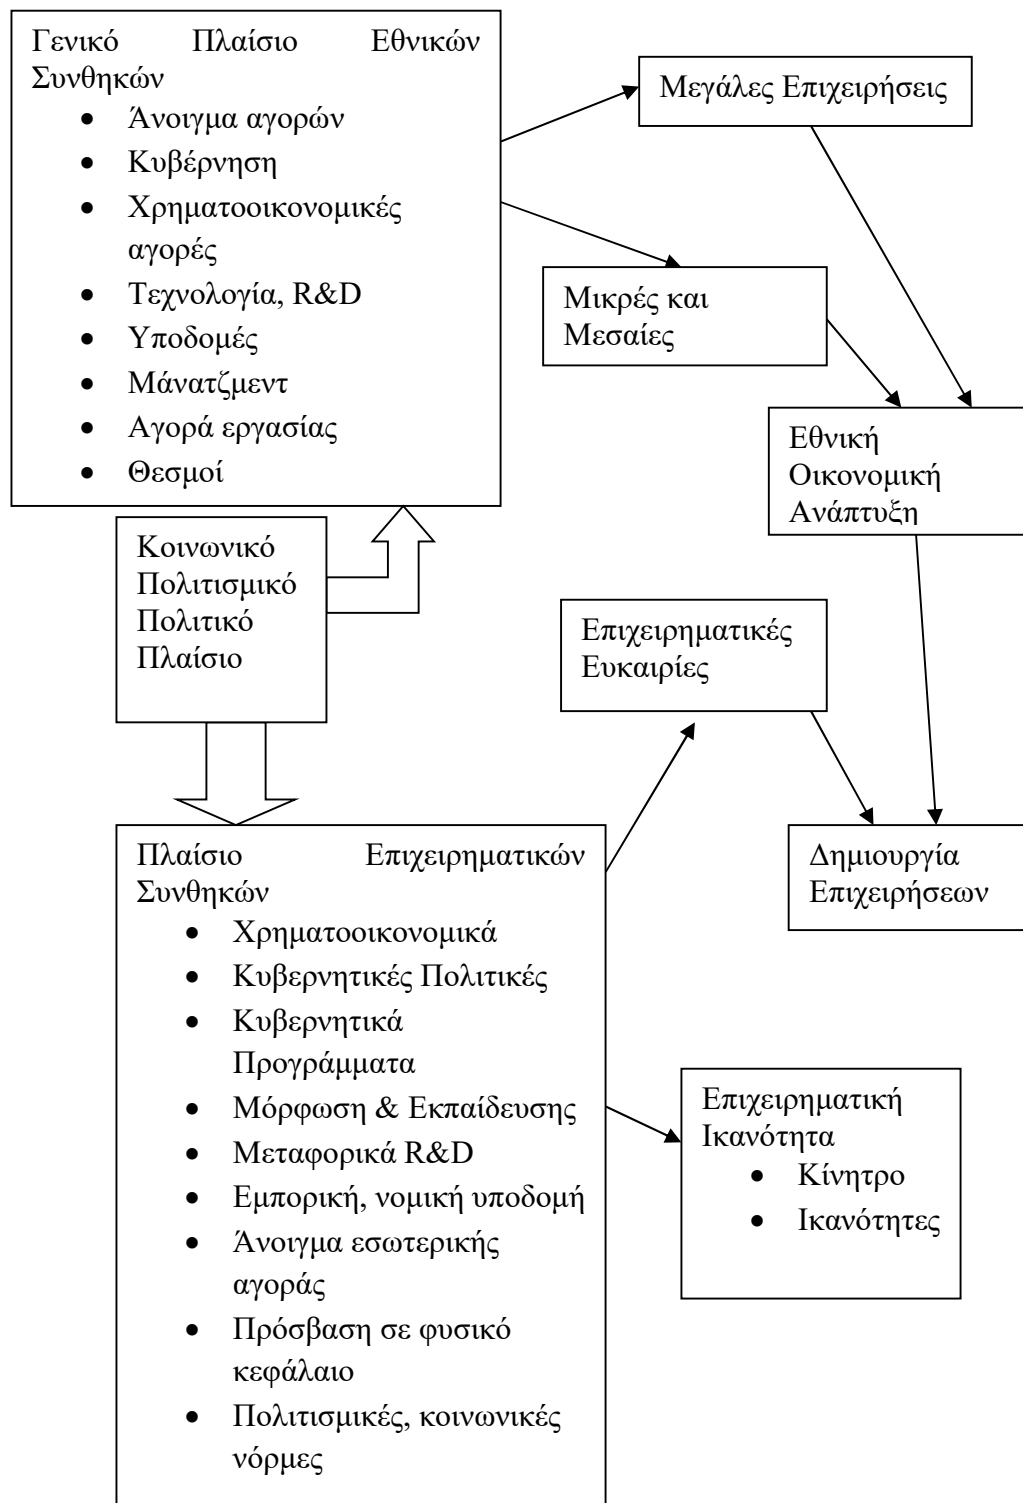 Γενικό Πλαίσιο Εθνικών
Συνθηκών
• Άνοιγμα αγορών
• Κυβέρνηση
• Χρηματοοικονομικές
αγορές
• Τεχνολογία, R&D
• Υποδομές
• Μάνατζμεντ
• Αγορά εργασίας
• Θεσμοί
Μεγάλες Επιχειρήσεις
Μικρές και
Μεσαίες
Εθνική
Οικονομική
Ανάπτυξη
Κοινωνικό
Πολιτισμικό
Πολιτικό
Πλαίσιο
Επιχειρηματικές
Ευκαιρίες
Δημιουργία
Επιχειρήσεων
Πλαίσιο Επιχειρηματικών
Συνθηκών
• Χρηματοοικονομικά
• Κυβερνητικές Πολιτικές
• Κυβερνητικά
Προγράμματα
• Μόρφωση & Εκπαίδευσης
• Μεταφορικά R&D
• Εμπορική, νομική υποδομή
• Άνοιγμα εσωτερικής
αγοράς
• Πρόσβαση σε φυσικό
κεφάλαιο
• Πολιτισμικές, κοινωνικές
νόρμες
Επιχειρηματική
Ικανότητα
• Κίνητρο
• Ικανότητες